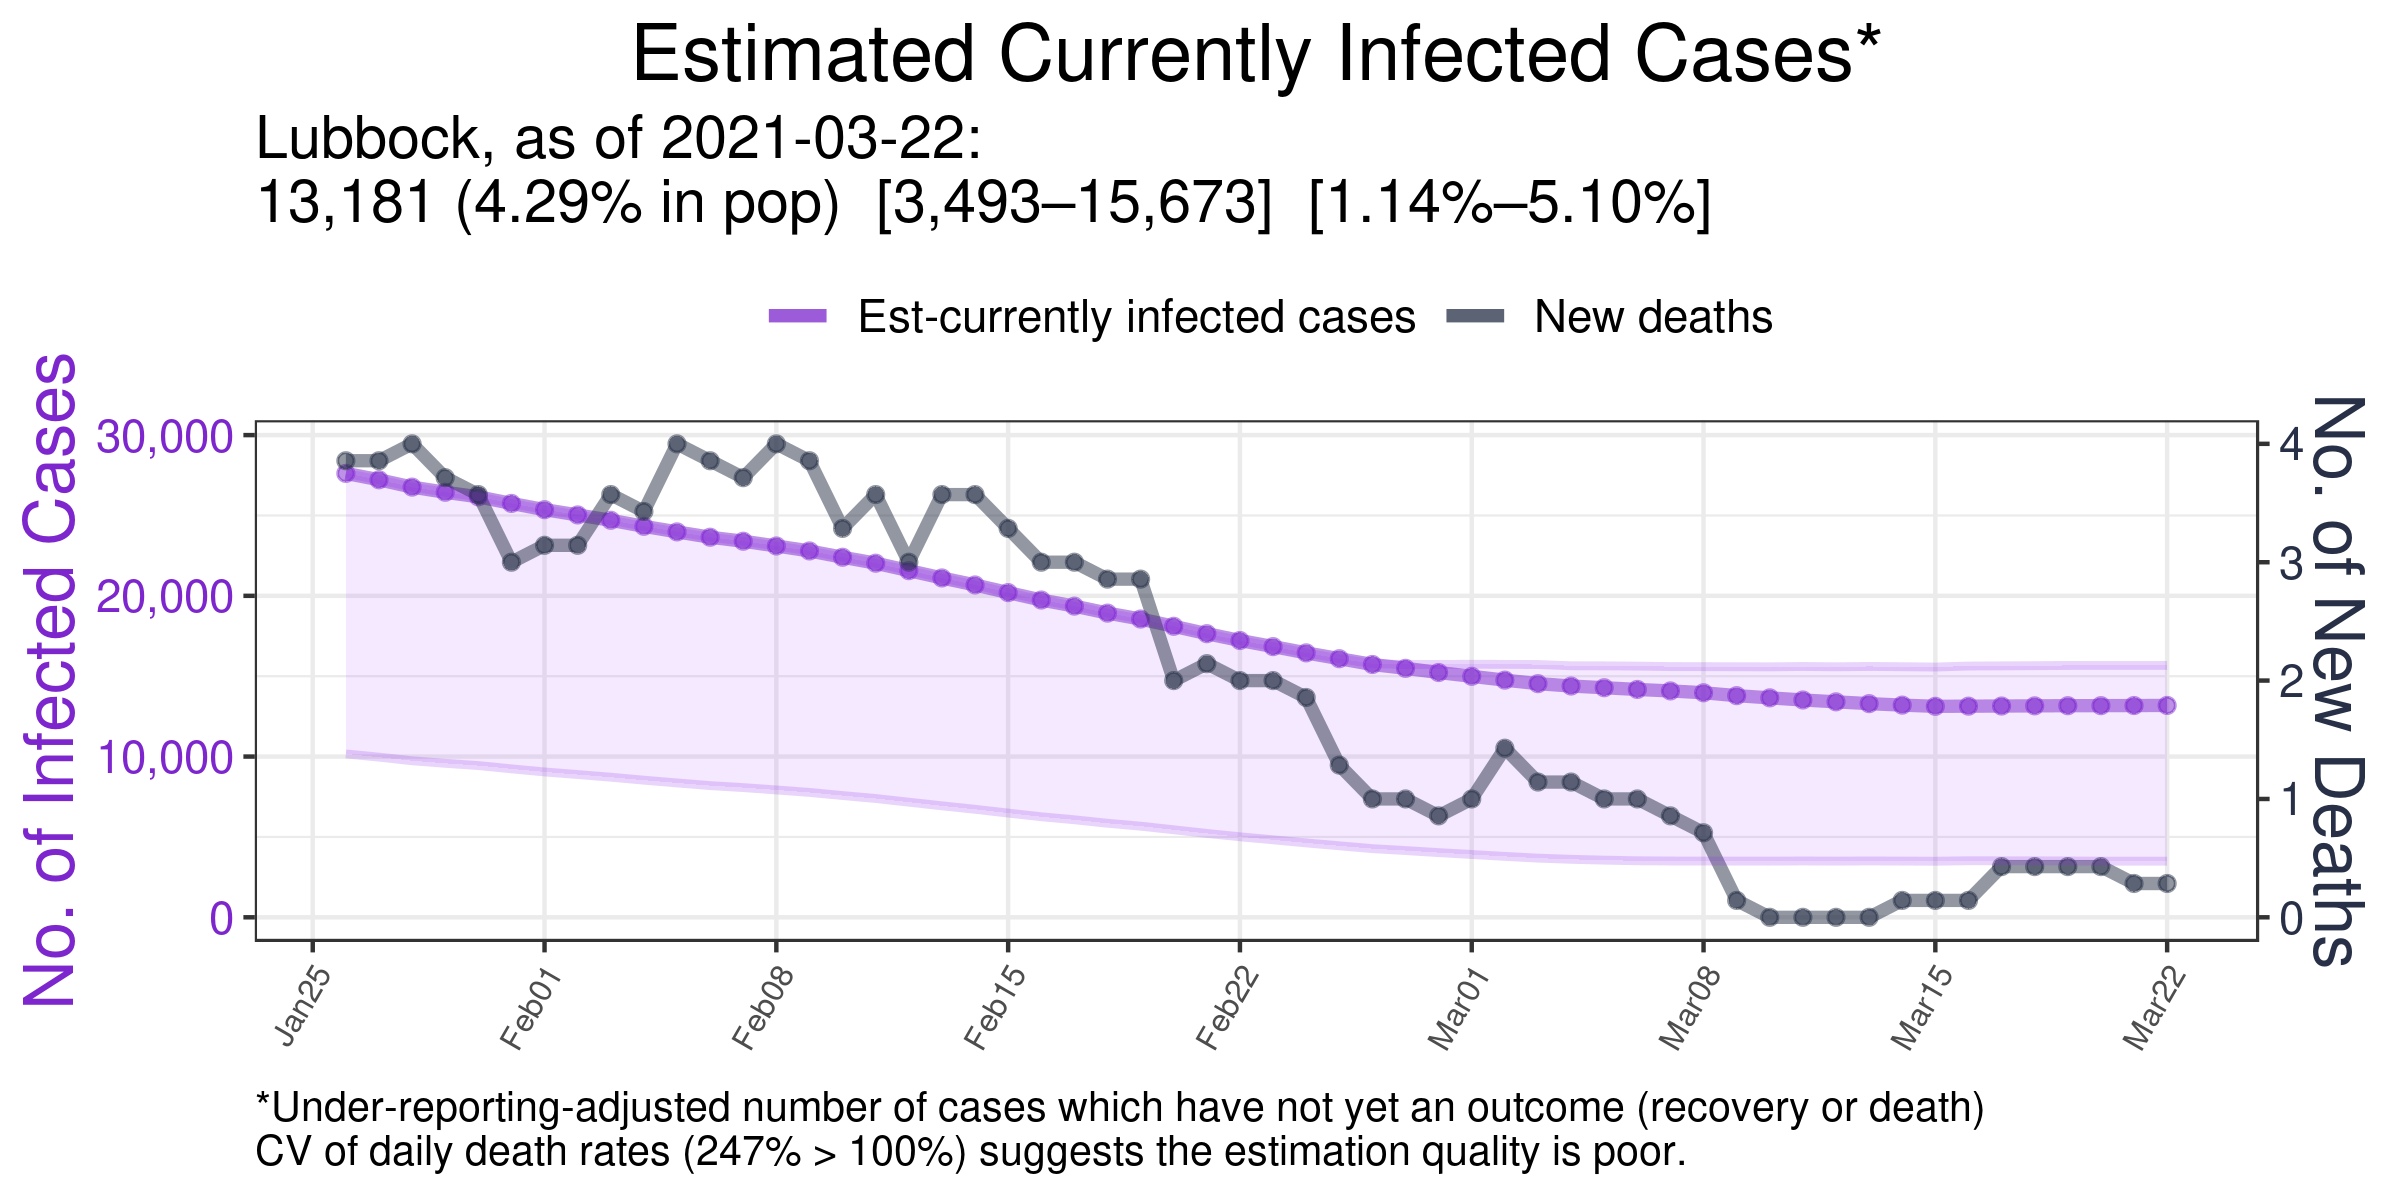 Estimated Currently Infected Cases*
Lubbock, as of 2021-03-22:
13,181 (4.29% in pop)  [3,493–15,673]  [1.14%–5.10%]
Est-currently infected cases
New deaths
No. of Infected Cases
30,000
20,000
10,000
0
No. of New Deaths
4
3
2
1
0
Jan25
Feb01
Feb08
Feb15
Feb22
Mar01
Mar08
Mar15
Mar22
*Under-reporting-adjusted number of cases which have not yet an outcome (recovery or death)
CV of daily death rates (247% > 100%) suggests the estimation quality is poor.